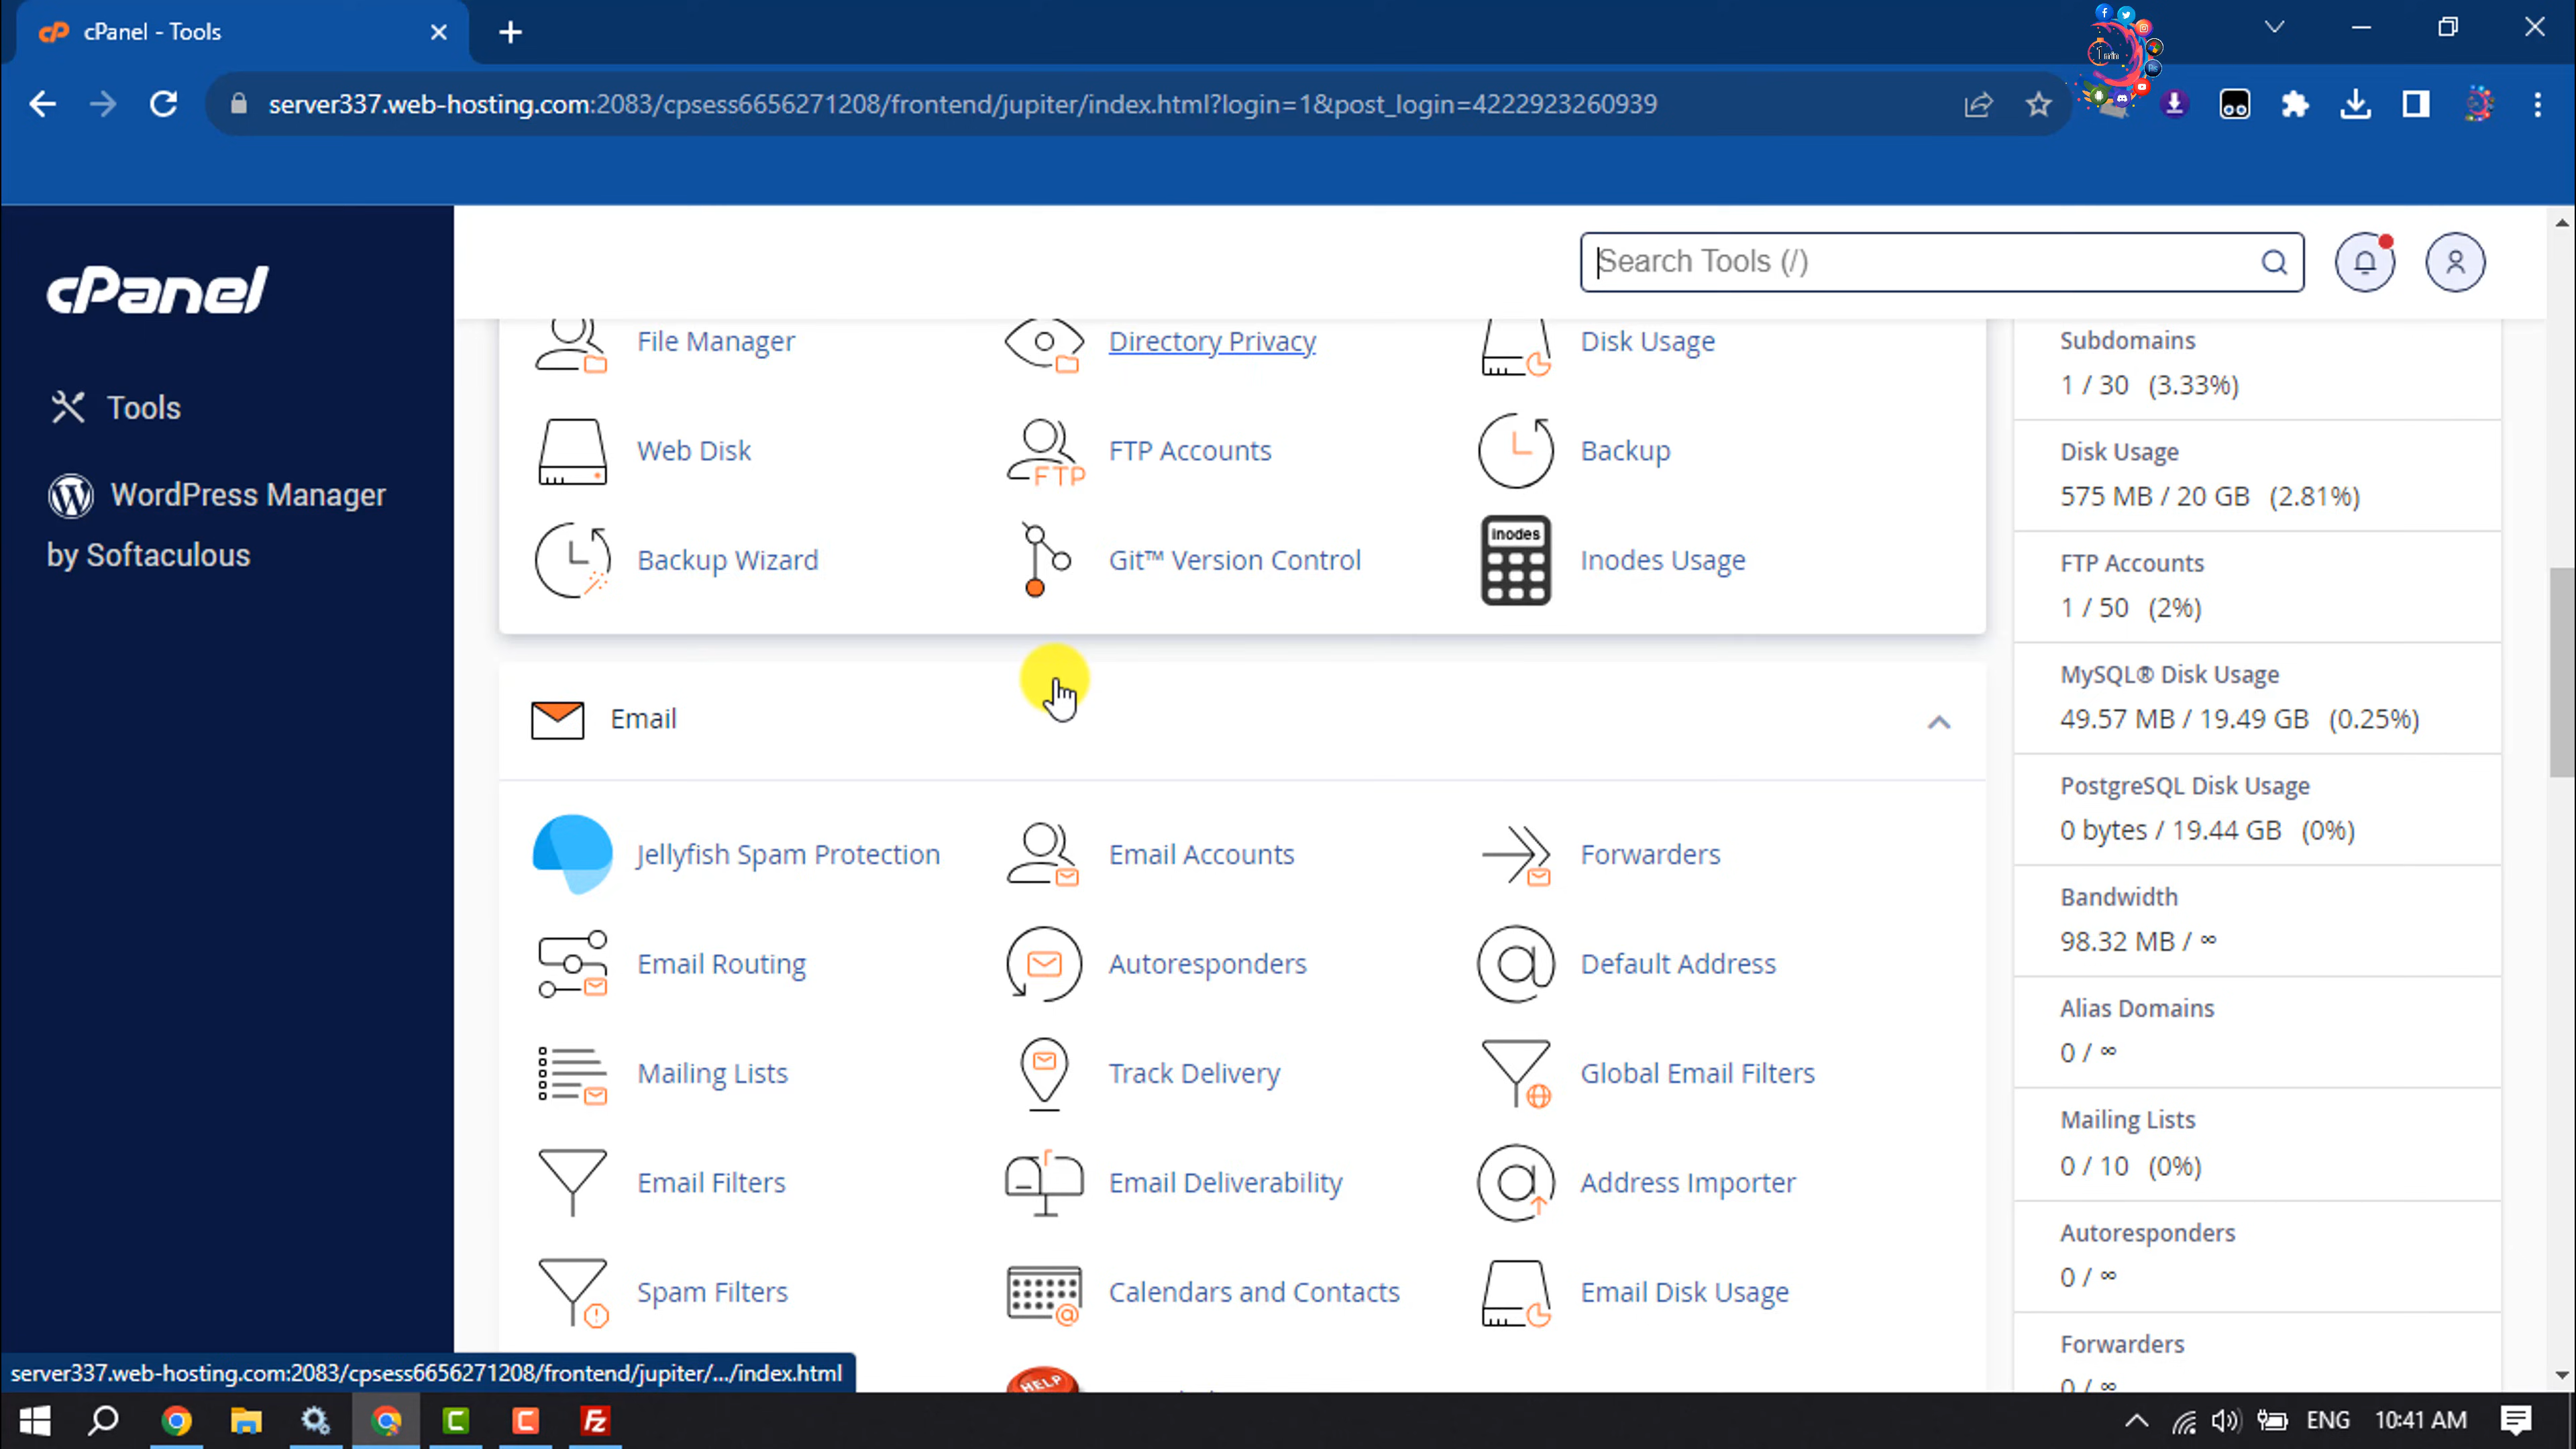 cPanel - Tools
server337.web-hosting.com:2083/cpsess6656271208/frontend/jupiter/index.html?login=1&post_login=4222923260939
cPanel
Search Tools (/)
Tools
WordPress Manager
by Softaculous
File Manager
Directory Privacy
Disk Usage
Web Disk
FTP
FTP Accounts
Backup
Backup Wizard
Git™ Version Control
Inodes
Inodes Usage
Email
Jellyfish Spam Protection
Email Accounts
Forwarders
Email Routing
Autoresponders
Default Address
Mailing Lists
Track Delivery
Global Email Filters
Email Filters
Email Deliverability
Address Importer
Spam Filters
Calendars and Contacts
Email Disk Usage
HELP
Subdomains
1 / 30 (3.33%)
Disk Usage
575 MB / 20 GB (2.81%)
FTP Accounts
1 / 50 (2%)
MySQL® Disk Usage
49.57 MB / 19.49 GB (0.25%)
PostgreSQL Disk Usage
0 bytes / 19.44 GB (0%)
Bandwidth
98.32 MB / ∞
Alias Domains
0 / ∞
Mailing Lists
0 / 10 (0%)
Autoresponders
0 / ∞
Forwarders
0 / ∞
server337.web-hosting.com:2083/cpsess6656271208/frontend/jupiter/.../index.html
ENG
10:41 AM